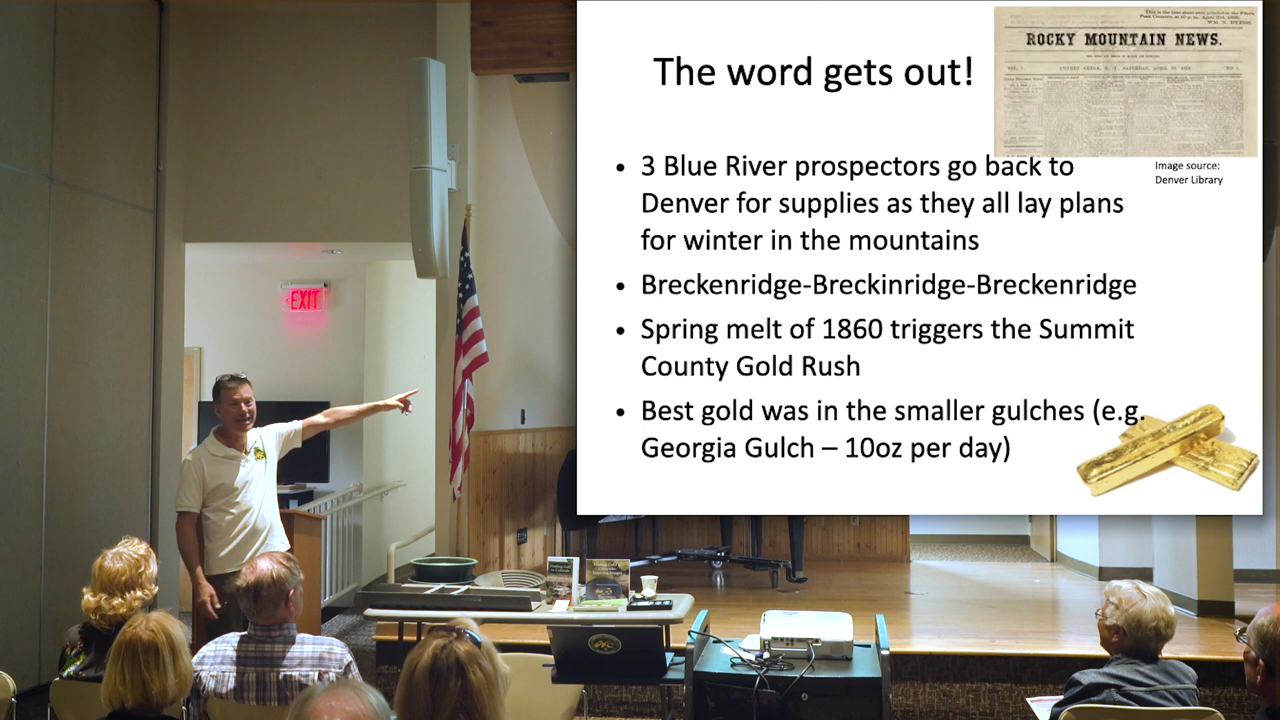 The word gets out!
ROCKY MOUNTAIN NEWS.
Image source:
Denver Library
• 3 Blue River prospectors go back to
Denver for supplies as they all lay plans
for winter in the mountains
• Breckenridge-Breckinridge-Breckenridge
• Spring melt of 1860 triggers the Summit
County Gold Rush
• Best gold was in the smaller gulches (e.g.
Georgia Gulch – 10oz per day)
EXIT